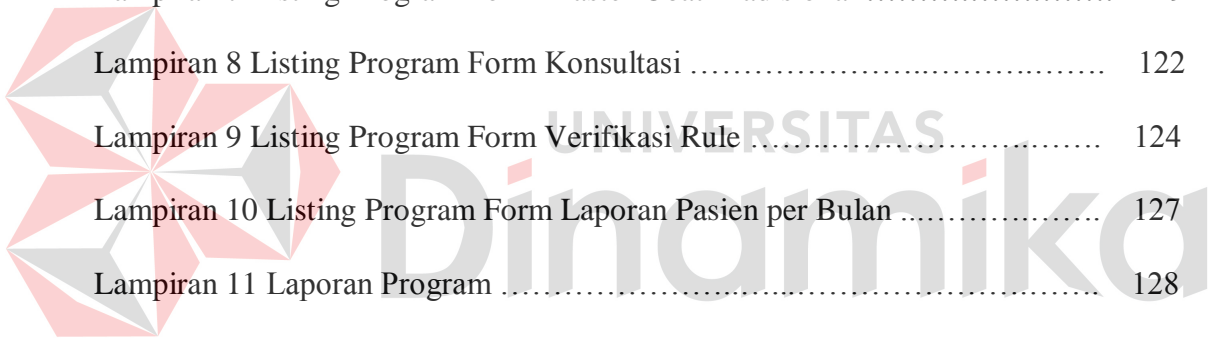 Lampiran 8 Listing Program Form Konsultasi ………………….……….……. 122
UNIVERSITAS
Lampiran 9 Listing Program Form Verifikasi Rule …………………………. 124
Dinamika
Lampiran 10 Listing Program Form Laporan Pasien per Bulan ...……….……. 127
Lampiran 11 Laporan Program …………………...…..………………………. 128